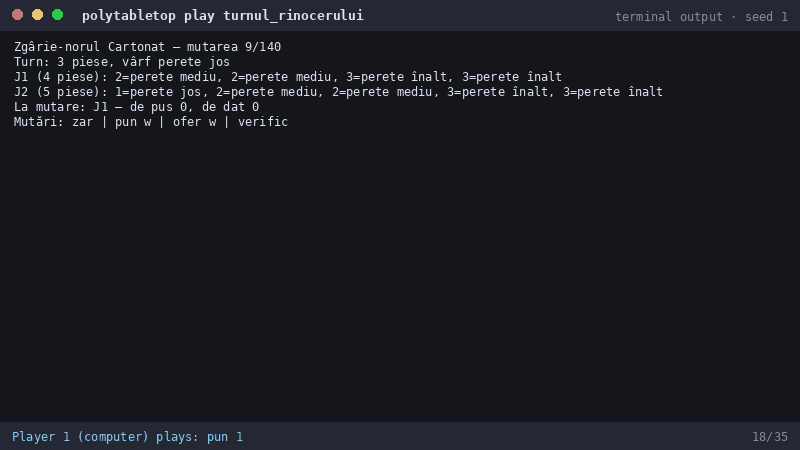 polytabletop play turnul_rinocerului
terminal output · seed 1
Zgârie-norul Cartonat — mutarea 9/140
Turn: 3 piese, vârf perete jos
J1 (4 piese): 2=perete mediu, 2=perete mediu, 3=perete înalt, 3=perete înalt
J2 (5 piese): 1=perete jos, 2=perete mediu, 2=perete mediu, 3=perete înalt, 3=perete înalt
La mutare: J1 — de pus 0, de dat 0
Mutări: zar | pun w | ofer w | verific
Player 1 (computer) plays: pun 1
18/35